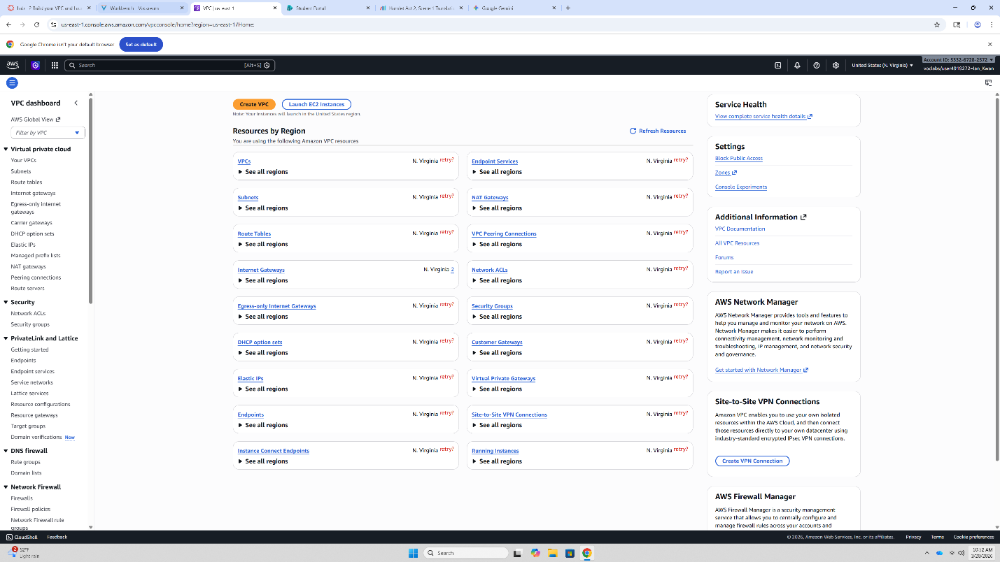 Lab - 2 Build your VPC and Lau
Workbench - Vocareum
VPC | us-east-1
Student Portal
Hamlet Act 2, Scene 1 Translati
Google Gemini
us-east-1.console.aws.amazon.com/vpcconsole/home?region=us-east-1#Home:
Google Chrome isn't your default browser
Set as default
aws
Search
[Alt+S]
United States (N. Virginia)
Account ID: 5332-6728-2572
voclabs/user4919272=Ian_Kwan
VPC dashboard
AWS Global View
Filter by VPC
Virtual private cloud
Your VPCs
Subnets
Route tables
Internet gateways
Egress-only internet
gateways
Carrier gateways
DHCP option sets
Elastic IPs
Managed prefix lists
NAT gateways
Peering connections
Route servers
Security
Network ACLs
Security groups
PrivateLink and Lattice
Getting started
Endpoints
Endpoint services
Service networks
Lattice services
Resource configurations
Resource gateways
Target groups
Domain verifications New
DNS firewall
Rule groups
Domain lists
Network Firewall
Firewalls
Firewall policies
Network Firewall rule
groups
Create VPC
Launch EC2 Instances
Note: Your Instances will launch in the United States region.
Resources by Region
Refresh Resources
You are using the following Amazon VPC resources
VPCs N. Virginia retry?
See all regions
Endpoint Services N. Virginia retry?
See all regions
Subnets N. Virginia retry?
See all regions
NAT Gateways N. Virginia retry?
See all regions
Route Tables N. Virginia retry?
See all regions
VPC Peering Connections N. Virginia retry?
See all regions
Internet Gateways N. Virginia 2
See all regions
Network ACLs N. Virginia retry?
See all regions
Egress-only Internet Gateways N. Virginia retry?
See all regions
Security Groups N. Virginia retry?
See all regions
DHCP option sets N. Virginia retry?
See all regions
Customer Gateways N. Virginia retry?
See all regions
Elastic IPs N. Virginia retry?
See all regions
Virtual Private Gateways N. Virginia retry?
See all regions
Endpoints N. Virginia retry?
See all regions
Site-to-Site VPN Connections N. Virginia retry?
See all regions
Instance Connect Endpoints N. Virginia retry?
See all regions
Running Instances N. Virginia retry?
See all regions
Service Health
View complete service health details
Settings
Block Public Access
Zones
Console Experiments
Additional Information
VPC Documentation
All VPC Resources
Forums
Report an Issue
AWS Network Manager
AWS Network Manager provides tools and features to
help you manage and monitor your network on AWS.
Network Manager makes it easier to perform
connectivity management, network monitoring and
troubleshooting, IP management, and network security
and governance.
Get started with Network Manager
Site-to-Site VPN Connections
Amazon VPC enables you to use your own isolated
resources within the AWS Cloud, and then connect
those resources directly to your own datacenter using
industry-standard encrypted IPsec VPN connections.
Create VPN Connection
AWS Firewall Manager
AWS Firewall Manager is a security management
service that allows you to centrally configure and
manage firewall rules across your accounts and
CloudShell
Feedback
© 2026, Amazon Web Services, Inc. or its affiliates.
Privacy
Terms
Cookie preferences
2
52°F
Light rain
Search
10:52 AM
3/20/2026